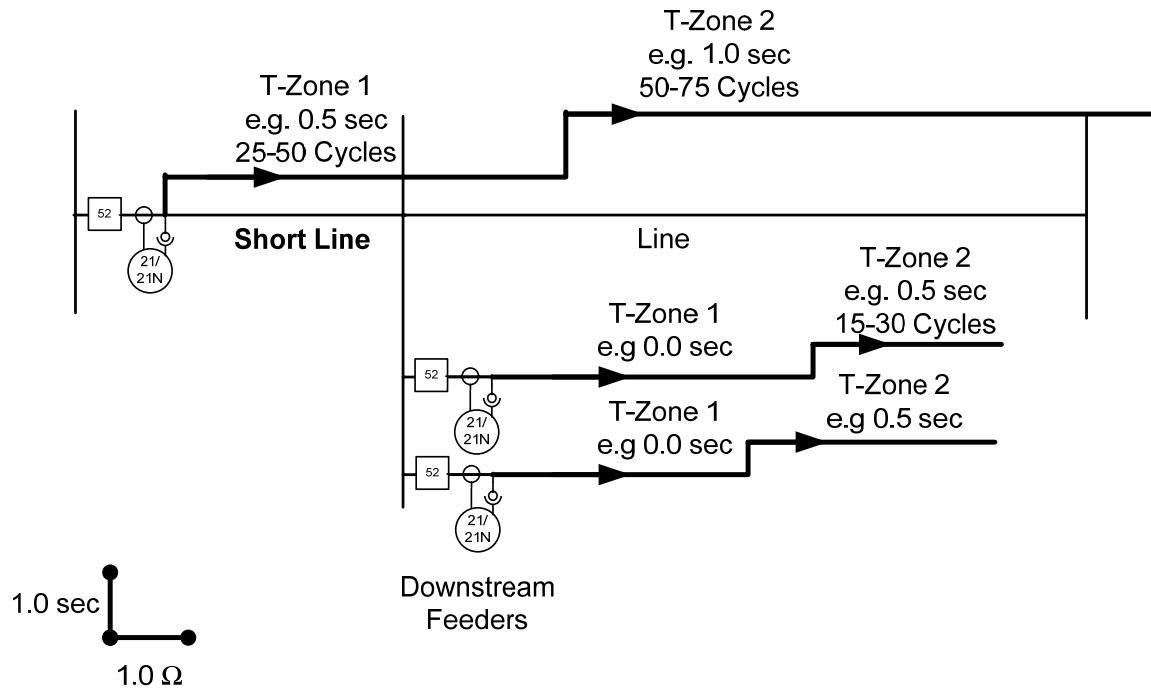 T-Zone 2
e.g. 1.0 sec
50-75 Cycles
T-Zone 1
e.g. 0.5 sec
25-50 Cycles
52
21/
21N
Short Line
Line
T-Zone 2
e.g. 0.5 sec
15-30 Cycles
T-Zone 1
e.g 0.0 sec
52
21/
21N
T-Zone 2
e.g 0.5 sec
T-Zone 1
e.g 0.0 sec
52
21/
21N
Downstream
Feeders
1.0 sec
1.0 Ω